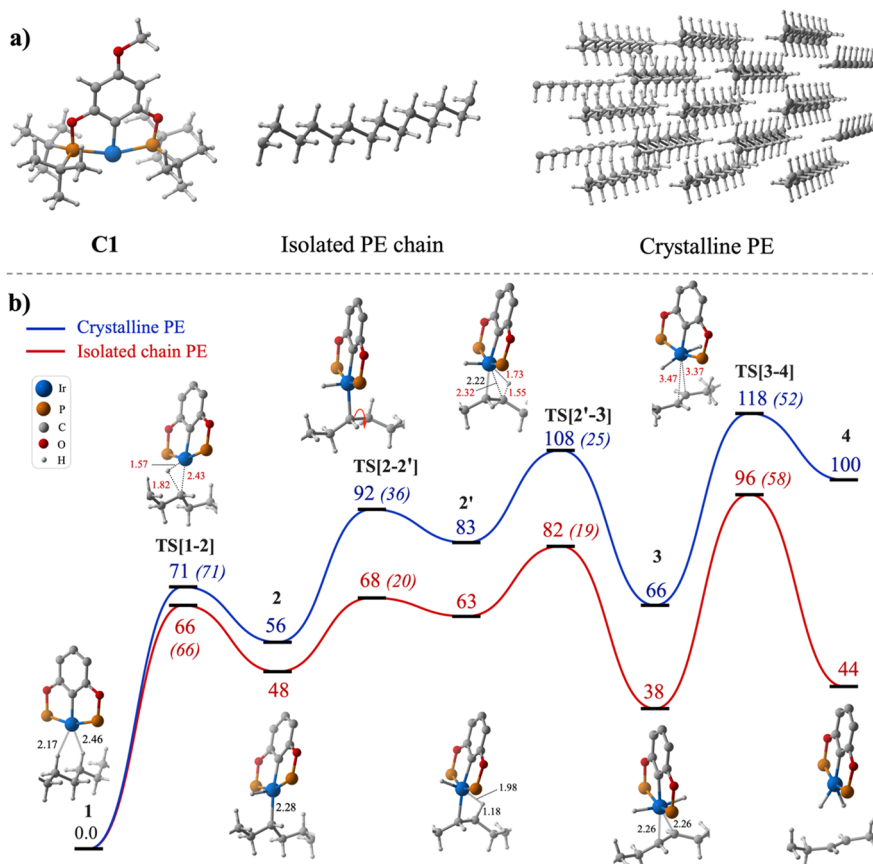 a)
C1
Isolated PE chain
Crystalline PE
b)
Crystalline PE
Isolated chain PE
Ir
P
C
O
H
1.57
1.82
2.43
TS[1-2]
71 (71)
66
(66)
2
56
48
TS[2-2']
92 (36)
68 (20)
2'
83
63
1.73
2.22
2.32
1.55
TS[2'-3]
108 (25)
82 (19)
3
66
38
3.47
3.37
TS[3-4]
118 (52)
96 (58)
4
100
44
2.17
2.46
1
0.0
2.28
1.98
1.18
2.26
2.26